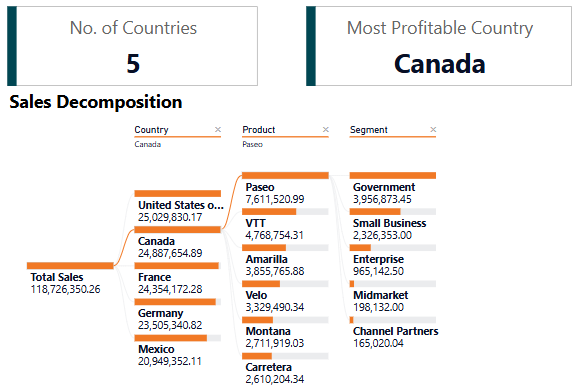 No. of Countries
5
Most Profitable Country
Canada
Sales Decomposition
Country ×
Canada
Product ×
Paseo
Segment ×
Total Sales
118,726,350.26
United States o...
25,029,830.17
Canada
24,887,654.89
France
24,354,172.28
Germany
23,505,340.82
Mexico
20,949,352.11
Paseo
7,611,520.99
VTT
4,768,754.31
Amarilla
3,855,765.88
Velo
3,329,490.34
Montana
2,711,919.03
Carretera
2,610,204.34
Government
3,956,873.45
Small Business
2,326,353.00
Enterprise
965,142.50
Midmarket
198,132.00
Channel Partners
165,020.04